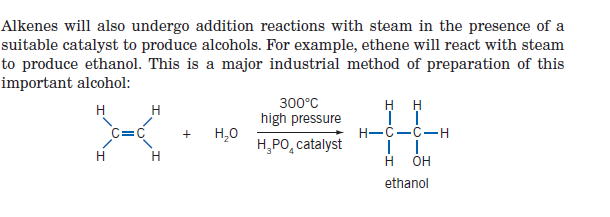 Alkenes will also undergo addition reactions with steam in the presence of a
suitable catalyst to produce alcohols. For example, ethene will react with steam
to produce ethanol. This is a major industrial method of preparation of this
important alcohol:
H H 300°C H H
high pressure
C=C + H₂O H—C—C—H
H₃PO₄ catalyst
H H H OH
ethanol